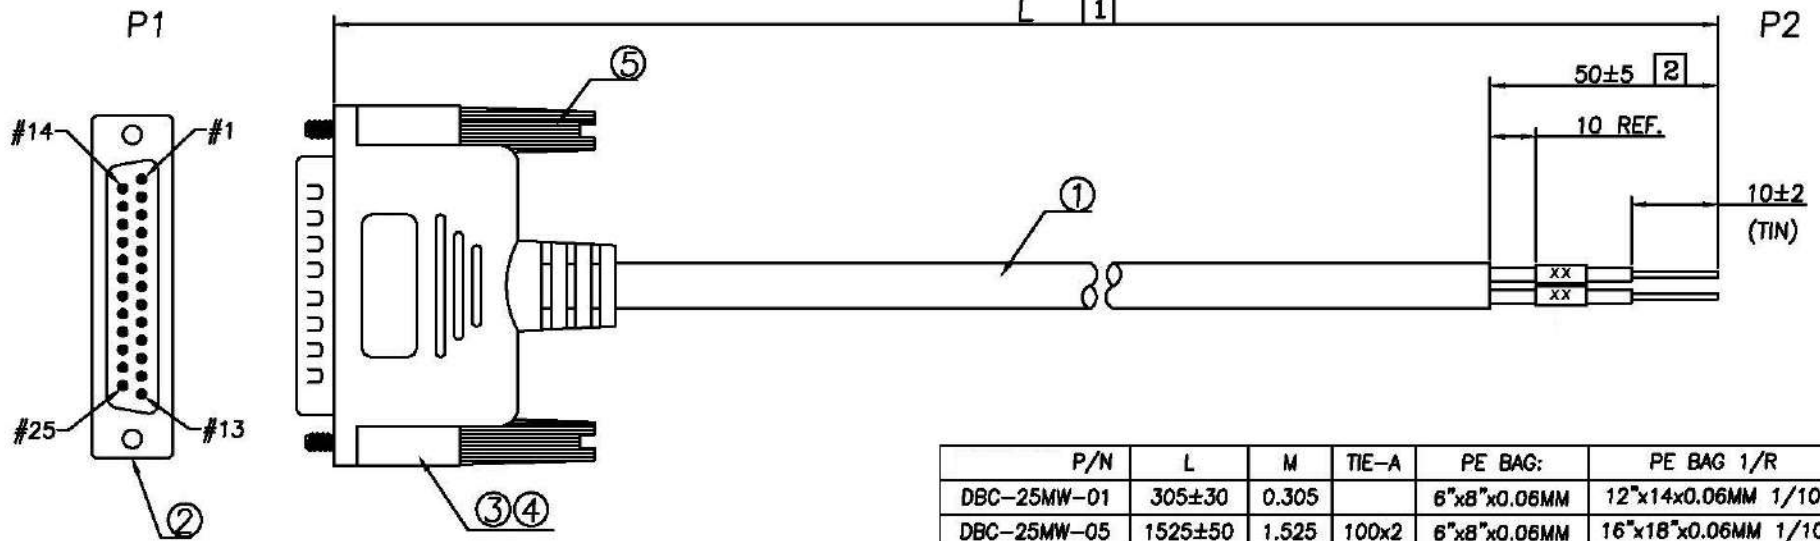 P1
L 1
P2
5
50±5 2
#14
#1
10 REF.
1
10±2
(TIN)
XX
XX
#25
#13
2
3 4
P/N L M TIE-A PE BAG: PE BAG 1/R
DBC-25MW-01 305±30 0.305 6"x8"x0.06MM 12"x14x0.06MM 1/10
DBC-25MW-05 1525±50 1.525 100x2 6"x8"x0.06MM 16"x18"x0.06MM 1/10